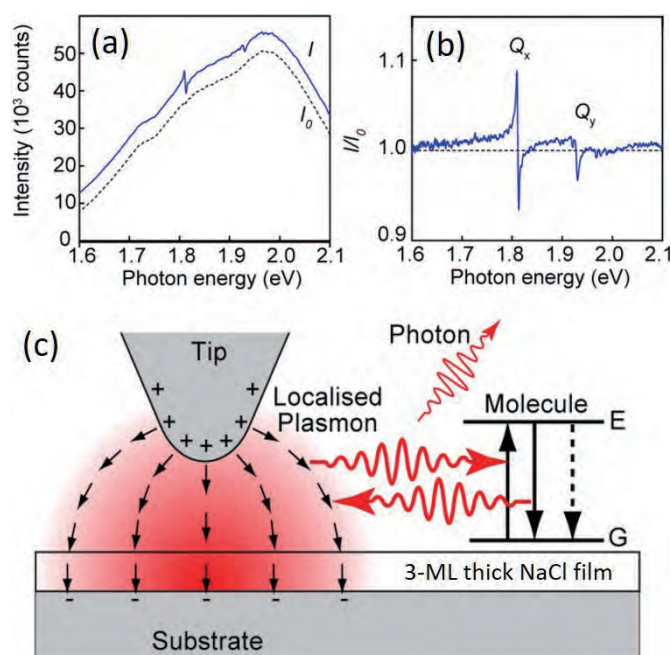 (a)
I
I0
Intensity (10³ counts)
50
40
30
20
10
0
1.6 1.7 1.8 1.9 2.0 2.1
Photon energy (eV)
(b)
Qx
Qy
I/I0
1.1
1.0
0.9
1.6 1.7 1.8 1.9 2.0 2.1
Photon energy (eV)
(c)
Tip
+ + + + + + +
Localised
Plasmon
Photon
Molecule
E
G
3-ML thick NaCl film
- - - - -
Substrate